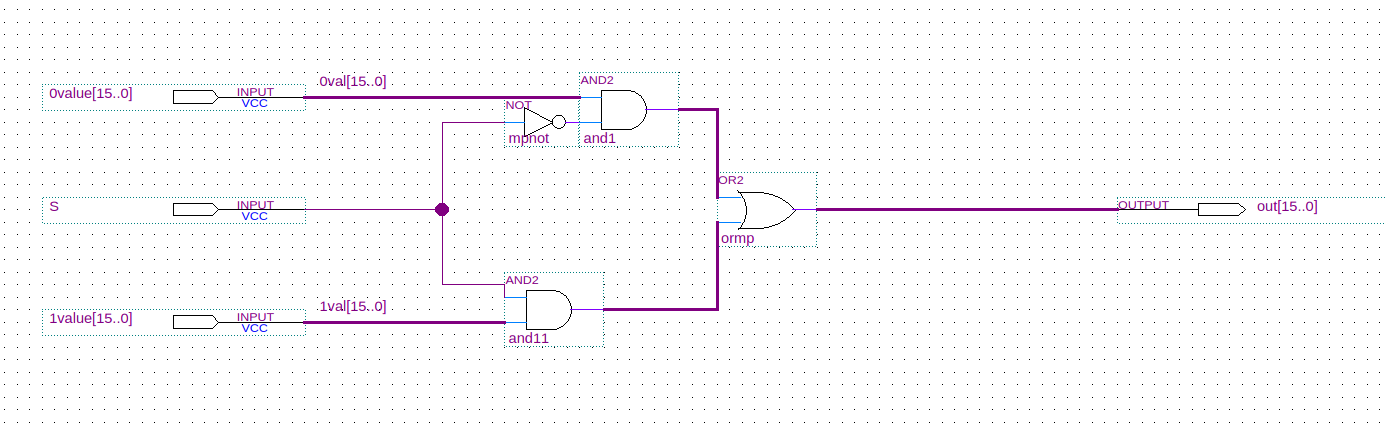 0val[15..0]
AND2
0value[15..0]
INPUT
VCC
NOT
mpnot
and1
OR2
S
INPUT
VCC
OUTPUT
out[15..0]
ormp
AND2
1val[15..0]
1value[15..0]
INPUT
VCC
and11